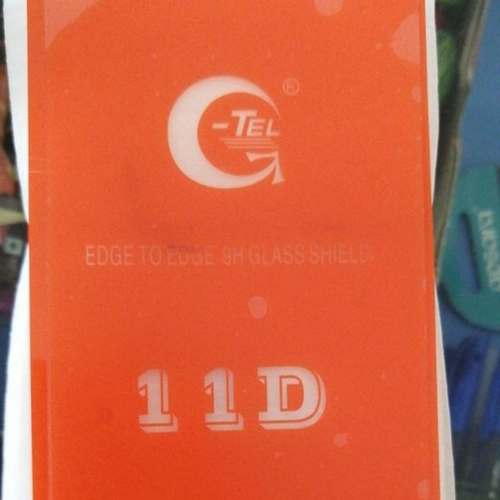 G-TEL®
EDGE TO EDGE 9H GLASS SHIELD.
11D